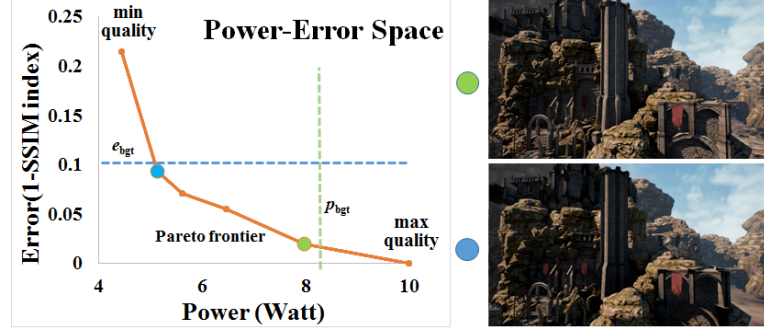 Power-Error Space
min
quality
0.25
0.2
0.15
0.1
0.05
0
Error(1-SSIM index)
e_bgt
p_bgt
Pareto frontier
max
quality
4
6
8
10
Power (Watt)